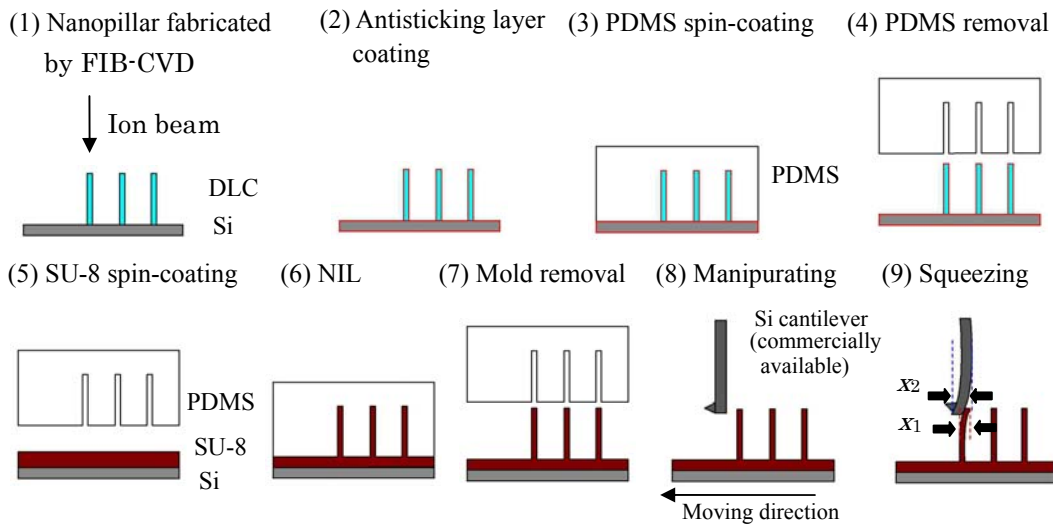 (1) Nanopillar fabricated
by FIB-CVD
Ion beam
DLC
Si
(2) Antisticking layer
coating
(3) PDMS spin-coating
PDMS
(4) PDMS removal
(5) SU-8 spin-coating
PDMS
SU-8
Si
(6) NIL
(7) Mold removal
(8) Manipurating
Si cantilever
(commercially
available)
Moving direction
(9) Squeezing
x2
x1